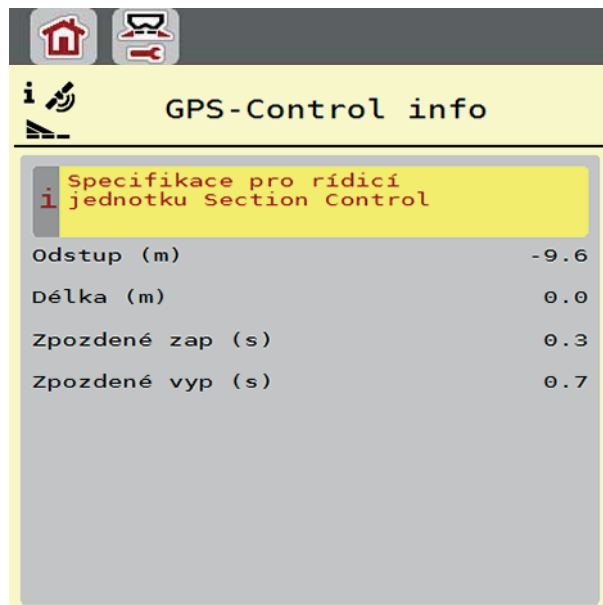 i
GPS-Control info
i
Specifikace pro rídicí
jednotku Section Control
Odstup (m) -9.6
Délka (m) 0.0
Zpozdené zap (s) 0.3
Zpozdené vyp (s) 0.7